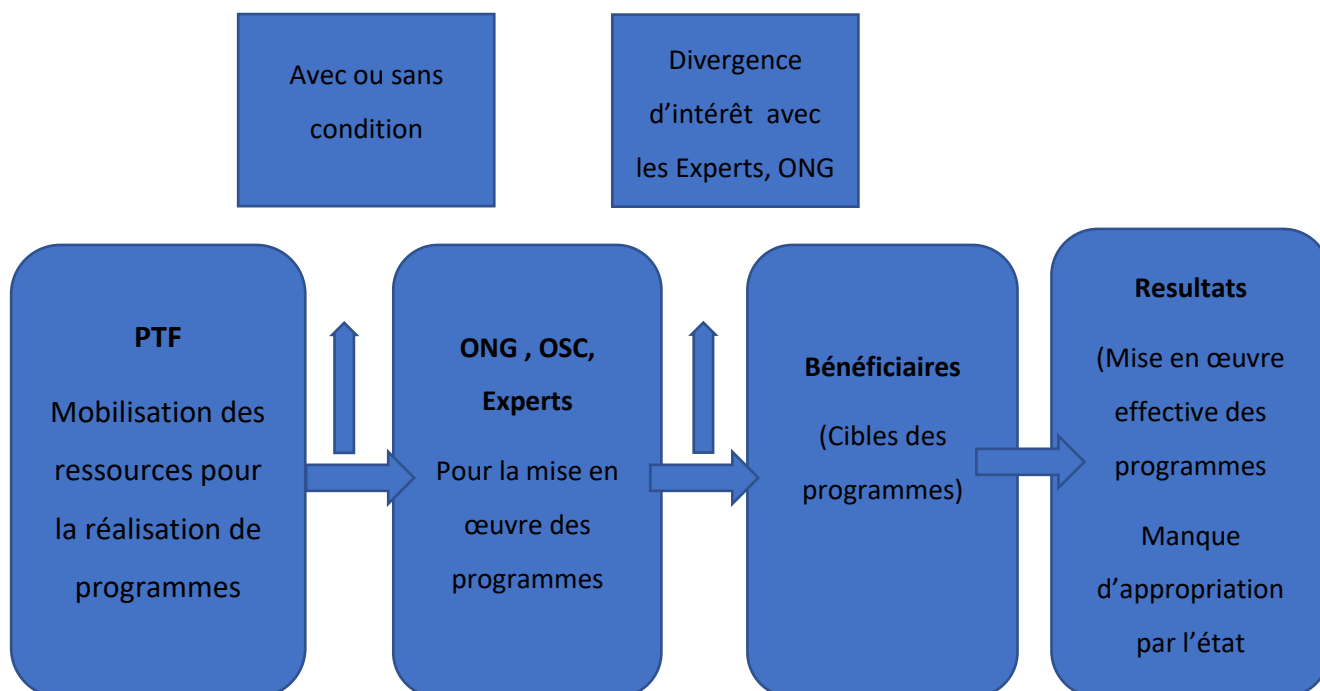 Avec ou sans
condition
Divergence
d’intérêt avec
les Experts, ONG
PTF
Mobilisation des
ressources pour
la réalisation de
programmes
ONG , OSC,
Experts
Pour la mise en
œuvre des
programmes
Bénéficiaires
(Cibles des
programmes)
Resultats
(Mise en œuvre
effective des
programmes
Manque
d’appropriation
par l’état